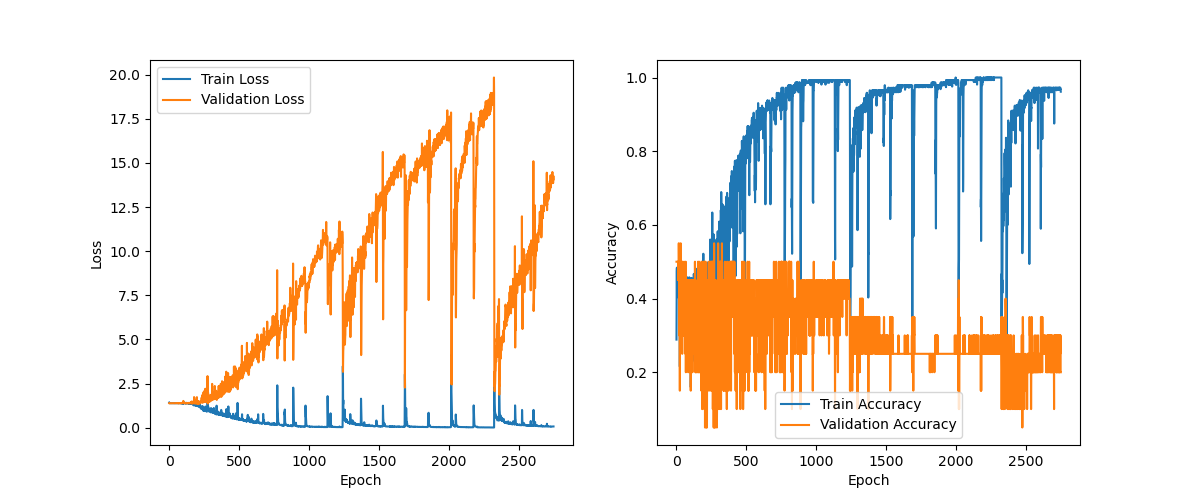 Train Loss
Validation Loss
20.0
17.5
15.0
12.5
10.0
7.5
5.0
2.5
0.0
Loss
0 500 1000 1500 2000 2500
Epoch
1.0
0.8
0.6
0.4
0.2
Accuracy
Train Accuracy
Validation Accuracy
0 500 1000 1500 2000 2500
Epoch